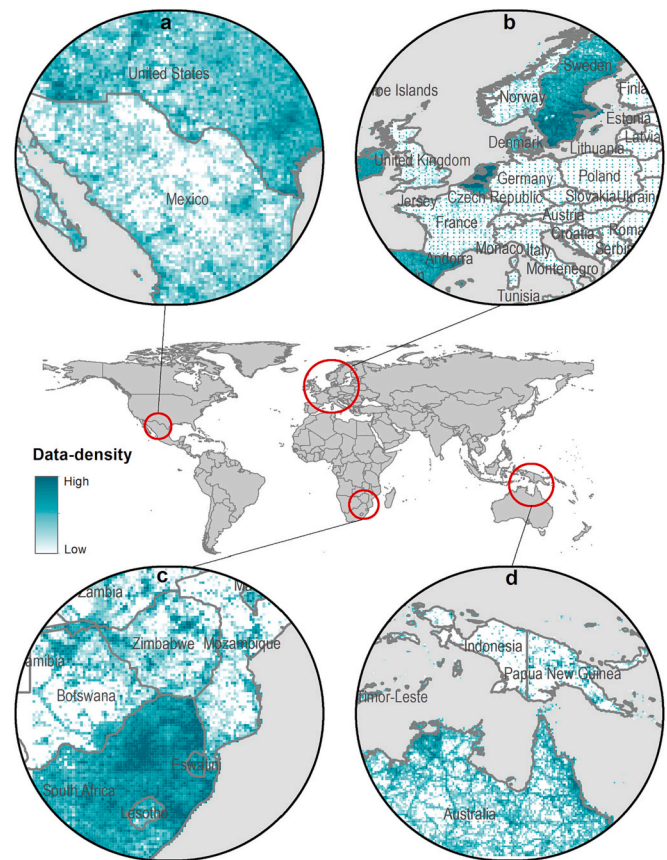 a
United States
Mexico
b
Sweden
Norway
Finla
pe Islands
Estonia
Latvia
Denmark
Lithuania
United Kingdom
Germany
Poland
Jersey
Czech Republic
Slovakia
Ukrain
France
Austria
Croatia
Roma
Monaco
Italy
Serbi
Andorra
Montenegro
Tunisia
Data-density
High
Low
c
Zambia
Zimbabwe
Mozambique
amibia
Botswana
Eswatini
South Africa
Lesotho
d
Indonesia
Papua New Guinea
Timor-Leste
Australia